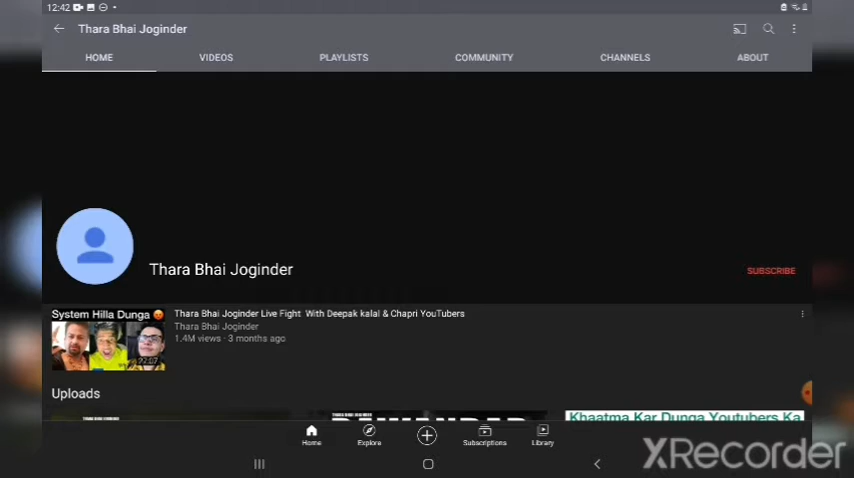 12:42
Thara Bhai Joginder
HOME VIDEOS PLAYLISTS COMMUNITY CHANNELS ABOUT
Thara Bhai Joginder
SUBSCRIBE
System Hilla Dunga
Thara Bhai Joginder Live Fight With Deepak kalal & Chapri YouTubers
Thara Bhai Joginder
1.4M views · 3 months ago
22:07
Uploads
Khaatma Kar Dunga Youtubers Ka
Home Explore Subscriptions Library
XRecorder